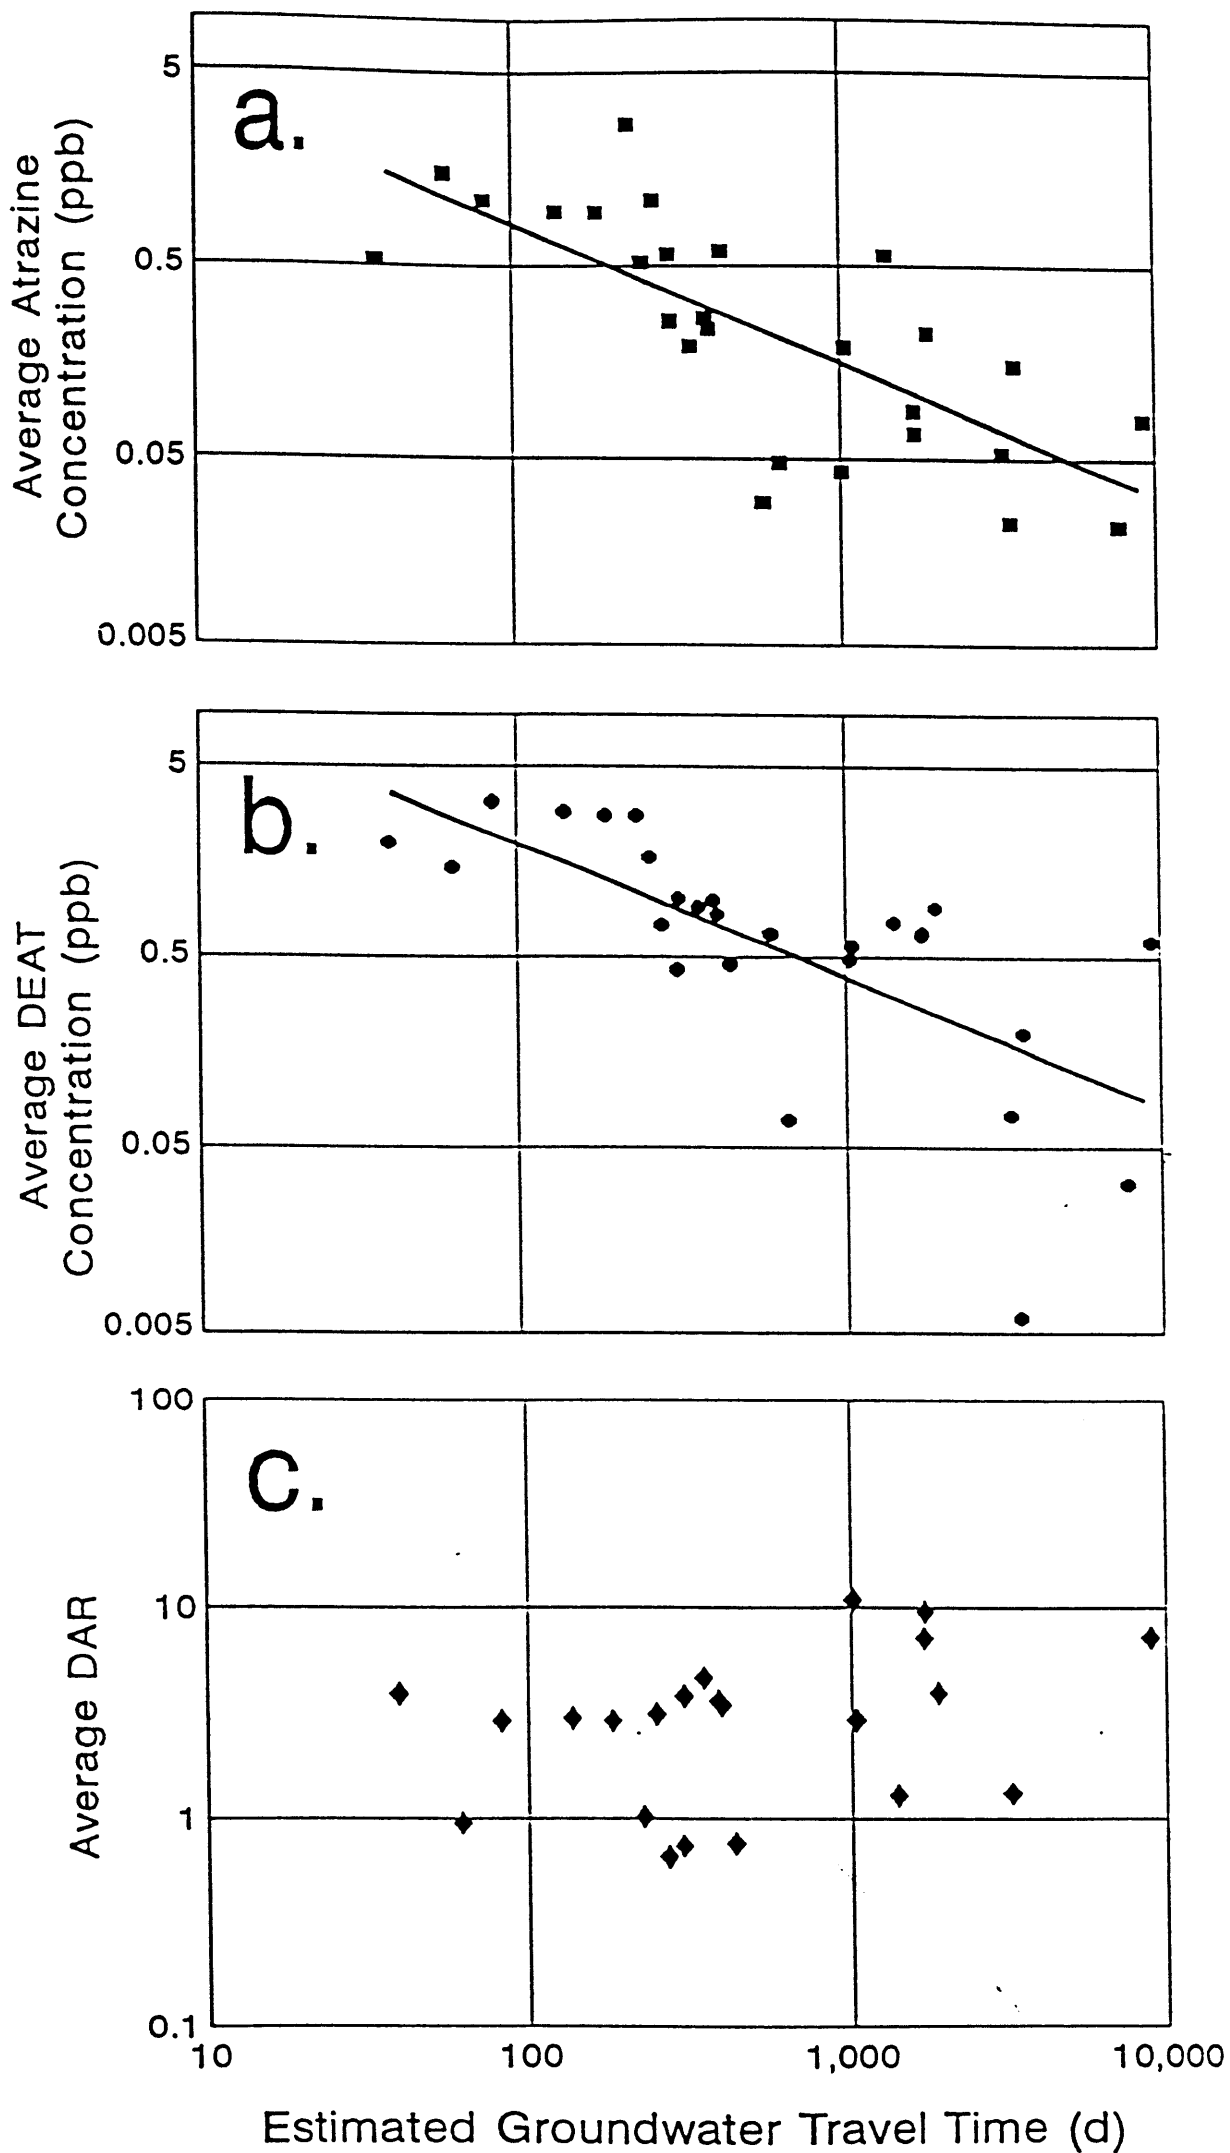 5
a.
0.5
0.05
0.005
Average Atrazine
Concentration (ppb)
5
b.
0.5
0.05
0.005
Average DEAT
Concentration (ppb)
100
c.
10
1
0.1
Average DAR
10 100 1,000 10,000
Estimated Groundwater Travel Time (d)